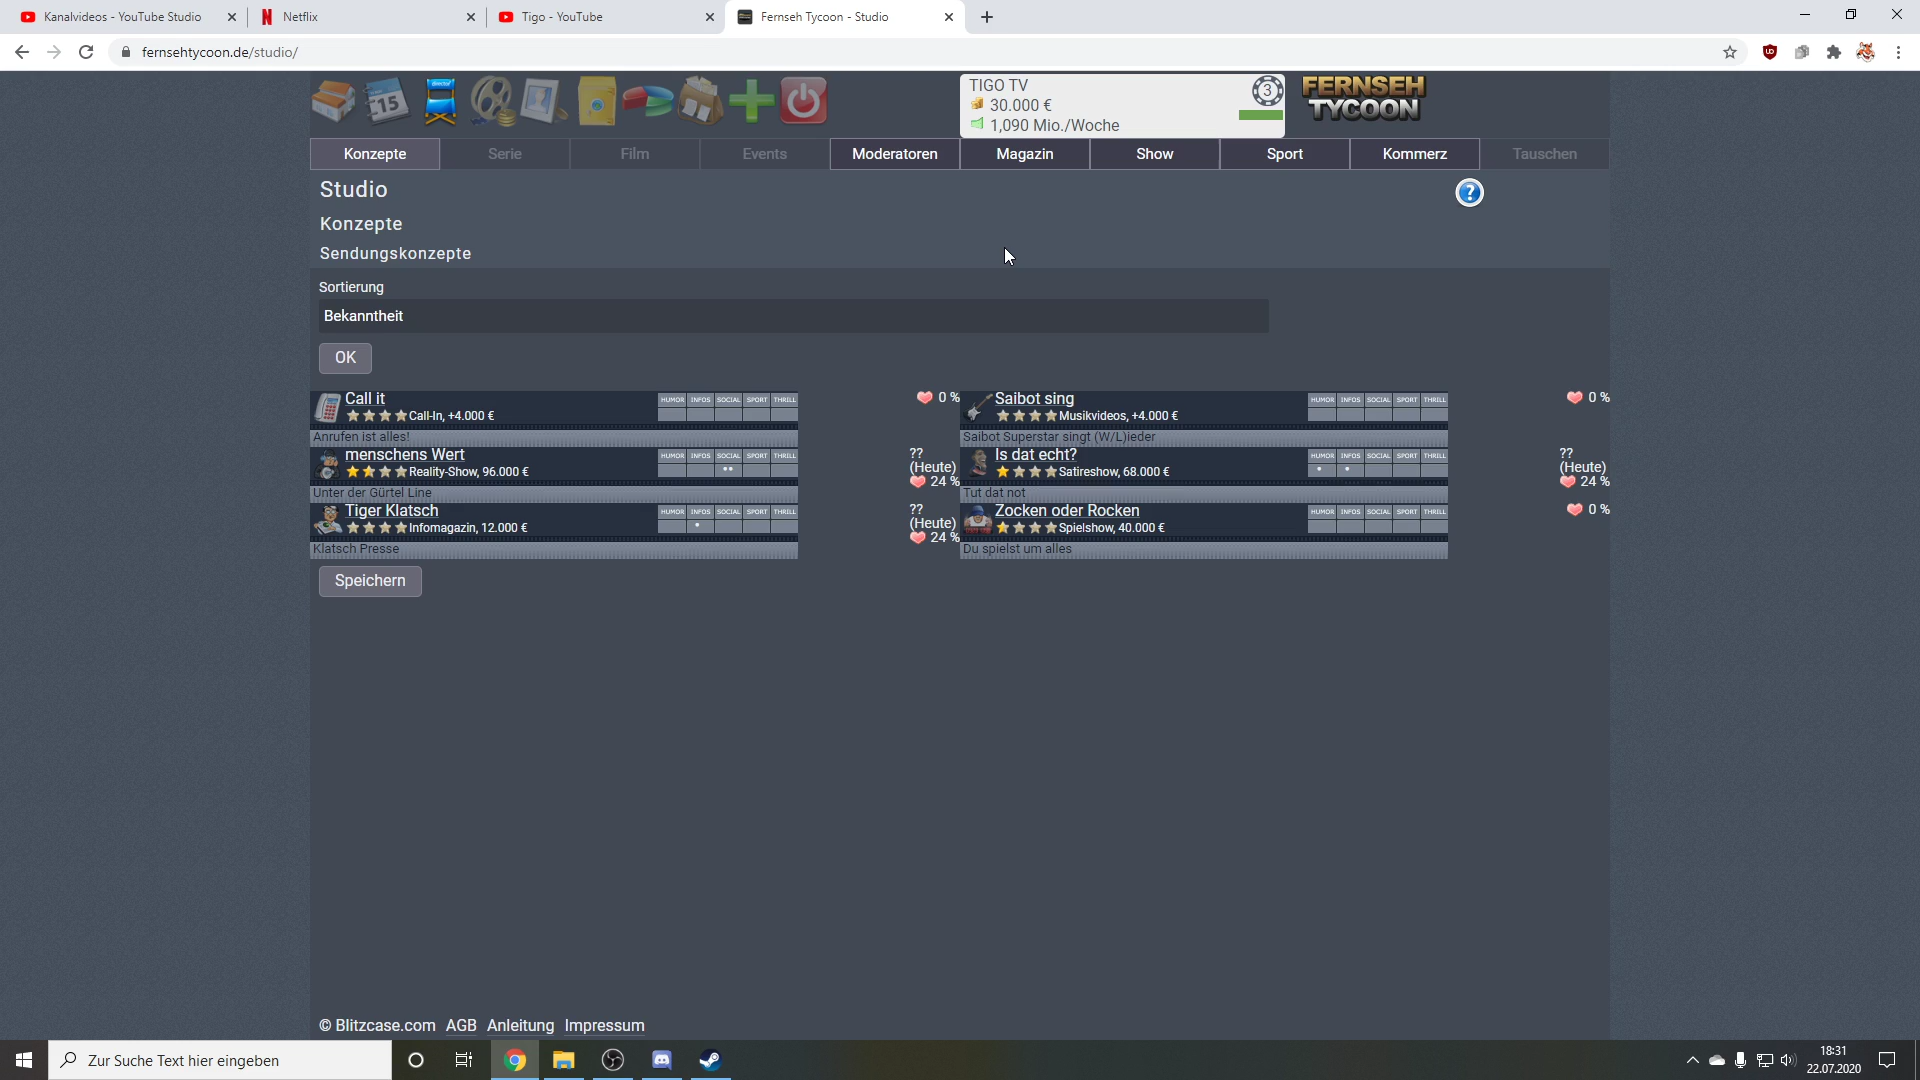 Kanalvideos - YouTube Studio
Netflix
Tigo - YouTube
Fernseh Tycoon - Studio
fernsehtycoon.de/studio/
15
TIGO TV
30.000 €
1,090 Mio./Woche
3
FERNSEH
TYCOON
Konzepte Serie Film Events Moderatoren Magazin Show Sport Kommerz Tauschen
Studio
?
Konzepte
Sendungskonzepte
Sortierung
Bekanntheit
OK
Call it
HUMOR INFOS SOCIAL SPORT THRILL
0 %
Call-In, +4.000 €
Anrufen ist alles!
Saibot sing
HUMOR INFOS SOCIAL SPORT THRILL
0 %
Musikvideos, +4.000 €
Saibot Superstar singt (W/L)ieder
menschens Wert
HUMOR INFOS SOCIAL SPORT THRILL
??
(Heute)
24 %
Reality-Show, 96.000 €
Unter der Gürtel Line
Is dat echt?
HUMOR INFOS SOCIAL SPORT THRILL
??
(Heute)
24 %
Satireshow, 68.000 €
Tut dat not
Tiger Klatsch
HUMOR INFOS SOCIAL SPORT THRILL
??
(Heute)
24 %
Infomagazin, 12.000 €
Klatsch Presse
Zocken oder Rocken
HUMOR INFOS SOCIAL SPORT THRILL
0 %
Spielshow, 40.000 €
Du spielst um alles
Speichern
© Blitzcase.com AGB Anleitung Impressum
Zur Suche Text hier eingeben
18:31
22.07.2020